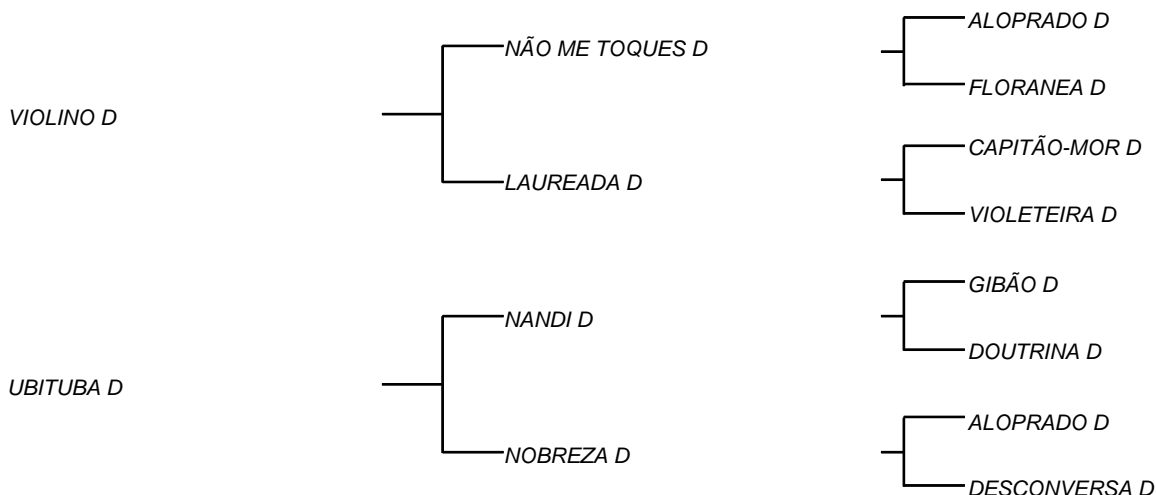 ALOPRADO D
NÃO ME TOQUES D
FLORANEA D
VIOLINO D
CAPITÃO-MOR D
LAUREADA D
VIOLETEIRA D
GIBÃO D
NANDI D
DOUTRINA D
UBITUBA D
ALOPRADO D
NOBREZA D
DESCONVERSA D